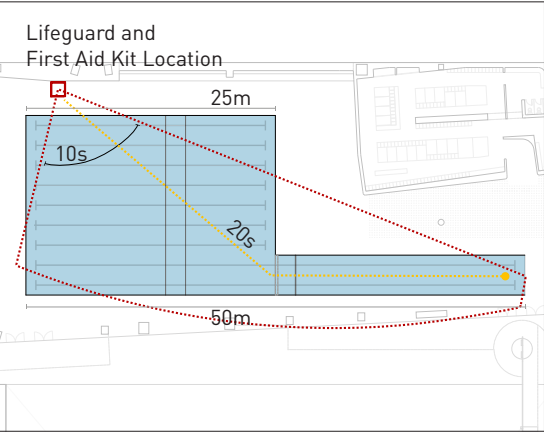 Lifeguard and
First Aid Kit Location
25m
10s
20s
50m